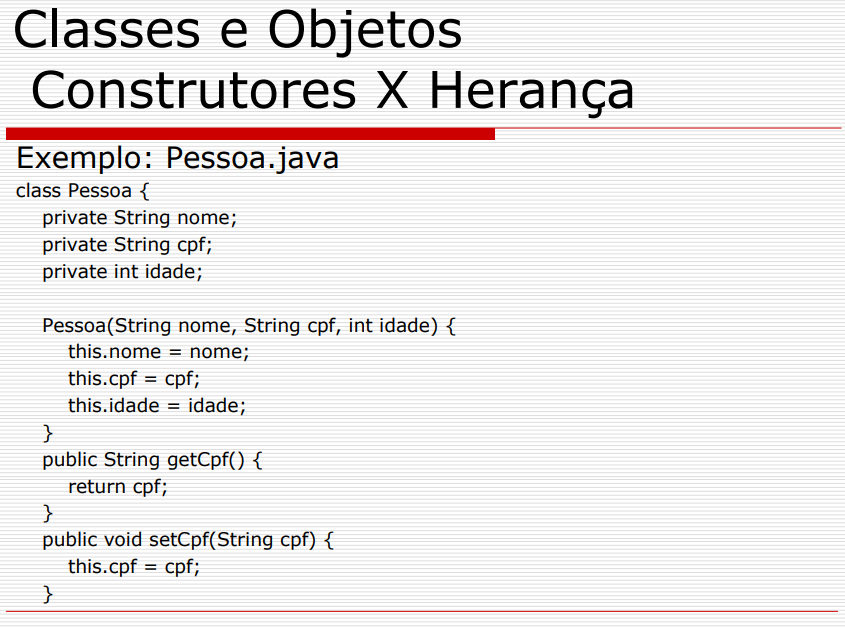 Classes e Objetos
Construtores X Herança
Exemplo: Pessoa.java
class Pessoa {
private String nome;
private String cpf;
private int idade;
Pessoa(String nome, String cpf, int idade) {
this.nome = nome;
this.cpf = cpf;
this.idade = idade;
}
public String getCpf() {
return cpf;
}
public void setCpf(String cpf) {
this.cpf = cpf;
}